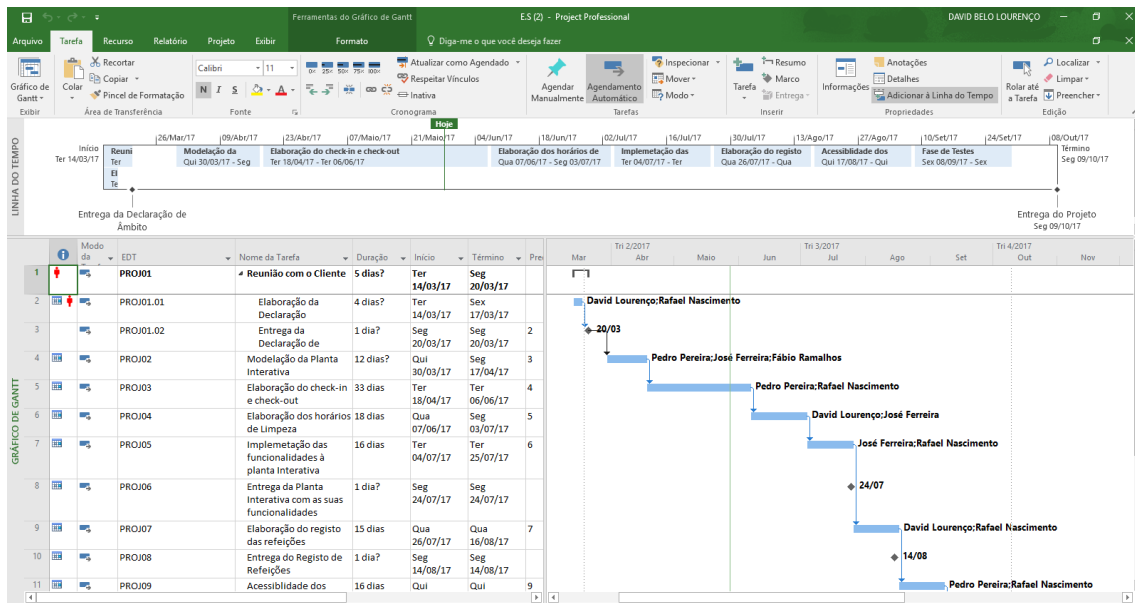 Ferramentas do Gráfico de Gantt
E.S (2) - Project Professional
DAVID BELO LOURENÇO
Arquivo Tarefa Recurso Relatório Projeto Exibir Formato Diga-me o que você deseja fazer
Gráfico de Gantt
Exibir
Colar
Recortar
Copiar
Pincel de Formatação
Área de Transferência
Calibri 11
N I S
Fonte
0% 25% 50% 75% 100%
Atualizar como Agendado
Respeitar Vínculos
Inativa
Cronograma
Agendar Manualmente
Agendamento Automático
Inspecionar
Mover
Modo
Tarefas
Tarefa
Resumo
Marco
Entrega
Inserir
Informações
Anotações
Detalhes
Adicionar à Linha do Tempo
Propriedades
Rolar até a Tarefa
Localizar
Limpar
Preencher
Edição
LINHA DO TEMPO
Hoje
26/Mar/17 09/Abr/17 23/Abr/17 07/Maio/17 21/Maio/17 04/Jun/17 18/Jun/17 02/Jul/17 16/Jul/17 30/Jul/17 13/Ago/17 27/Ago/17 10/Set/17 24/Set/17 08/Out/17
Início
Ter 14/03/17
Reuni
Ter
El
Te
Modelação da
Qui 30/03/17 - Seg
Elaboração do check-in e check-out
Ter 18/04/17 - Ter 06/06/17
Elaboração dos horários de
Qua 07/06/17 - Seg 03/07/17
Implemetação das
Ter 04/07/17 - Ter
Elaboração do registo
Qua 26/07/17 - Qua
Acessiblidade dos
Qui 17/08/17 - Qui
Fase de Testes
Sex 08/09/17 - Sex
Término
Seg 09/10/17
Entrega da Declaração de
Âmbito
Entrega do Projeto
Seg 09/10/17
GRÁFICO DE GANTT
Modo da EDT Nome da Tarefa Duração Início Término Pre
Tri 2/2017 Tri 3/2017 Tri 4/2017
Mar Abr Maio Jun Jul Ago Set Out Nov
1 PROJ01 Reunião com o Cliente 5 dias? Ter 14/03/17 Seg 20/03/17
2 PROJ01.01 Elaboração da Declaração 4 dias? Ter 14/03/17 Sex 17/03/17
David Lourenço;Rafael Nascimento
3 PROJ01.02 Entrega da Declaração de 1 dia? Seg 20/03/17 Seg 20/03/17 2
20/03
4 PROJ02 Modelação da Planta Interativa 12 dias? Qui 30/03/17 Seg 17/04/17 3
Pedro Pereira;José Ferreira;Fábio Ramalhos
5 PROJ03 Elaboração do check-in e check-out 33 dias Ter 18/04/17 Ter 06/06/17 4
Pedro Pereira;Rafael Nascimento
6 PROJ04 Elaboração dos horários de Limpeza 18 dias Qua 07/06/17 Seg 03/07/17 5
David Lourenço;José Ferreira
7 PROJ05 Implemetação das funcionalidades à planta Interativa 16 dias Ter 04/07/17 Ter 25/07/17 6
José Ferreira;Rafael Nascimento
8 PROJ06 Entrega da Planta Interativa com as suas funcionalidades 1 dia? Seg 24/07/17 Seg 24/07/17
24/07
9 PROJ07 Elaboração do registo das refeições 15 dias Qua 26/07/17 Qua 16/08/17 7
David Lourenço;Rafael Nascimento
10 PROJ08 Entrega do Registo de Refeições 1 dia? Seg 14/08/17 Seg 14/08/17
14/08
11 PROJ09 Acessiblidade dos 16 dias Qui Qui 9
Pedro Pereira;Rafael Nascimento